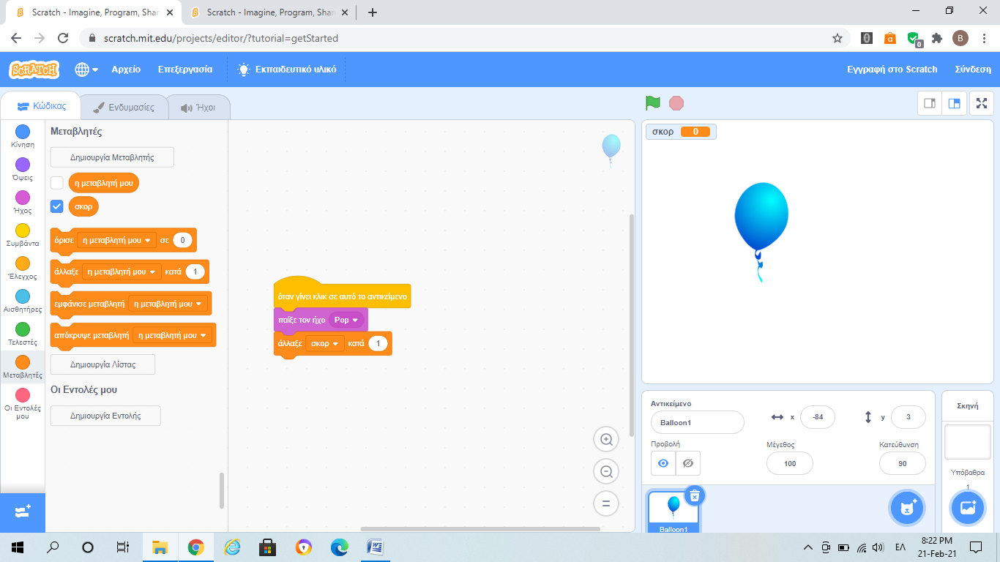 Scratch - Imagine, Program, Shar
Scratch - Imagine, Program, Shar
scratch.mit.edu/projects/editor/?tutorial=getStarted
0
B
SCRATCH
Αρχείο
Επεξεργασία
Εκπαιδευτικό υλικό
Εγγραφή στο Scratch
Σύνδεση
Κώδικας
Ενδυμασίες
Ήχοι
Κίνηση
Όψεις
Ήχος
Συμβάντα
Έλεγχος
Αισθητήρες
Τελεστές
Μεταβλητές
Οι Εντολές
μου
Μεταβλητές
Δημιουργία Μεταβλητής
η μεταβλητή μου
σκορ
όρισε η μεταβλητή μου σε 0
άλλαξε η μεταβλητή μου κατά 1
εμφάνισε μεταβλητή η μεταβλητή μου
απόκρυψε μεταβλητή η μεταβλητή μου
Δημιουργία Λίστας
Οι Εντολές μου
Δημιουργία Εντολής
όταν γίνει κλικ σε αυτό το αντικείμενο
παίξε τον ήχο Pop
άλλαξε σκορ κατά 1
σκορ 0
Αντικείμενο
Balloon1
x -84
y 3
Προβολή
Μέγεθος
100
Κατεύθυνση
90
Balloon1
Σκηνή
Υπόβαθρα
1
ΕΛ
8:22 PM
21-Feb-21